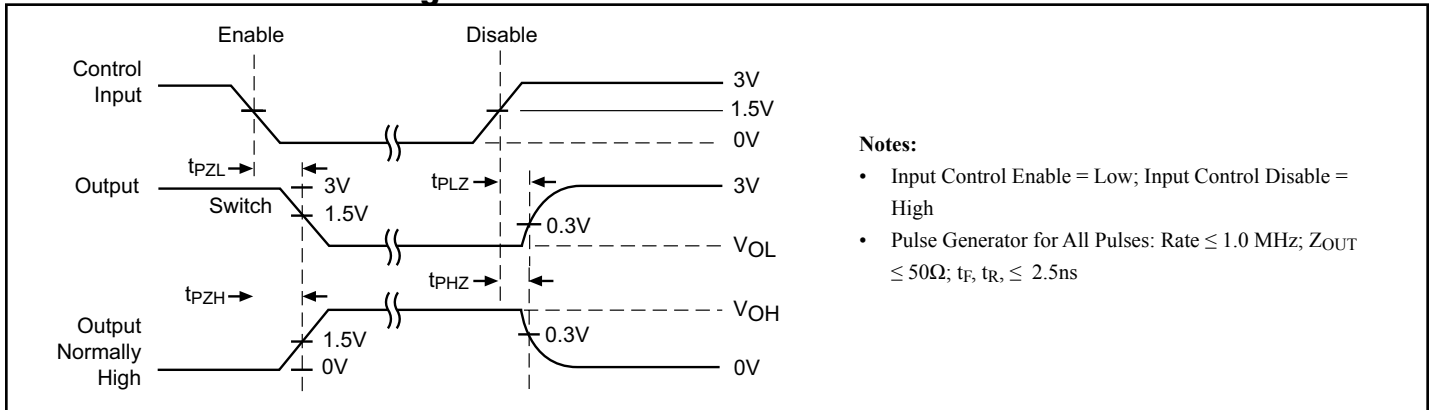 Enable
Disable
Control
Input
3V
1.5V
0V
tPZL
tPLZ
Output
3V
3V
Switch
1.5V
0.3V
VOL
tPZH
tPHZ
VOH
Output
Normally
High
1.5V
0.3V
0V
0V
Notes:
• Input Control Enable = Low; Input Control Disable =
High
• Pulse Generator for All Pulses: Rate ≤ 1.0 MHz; ZOUT
≤ 50Ω; tF, tR, ≤ 2.5ns